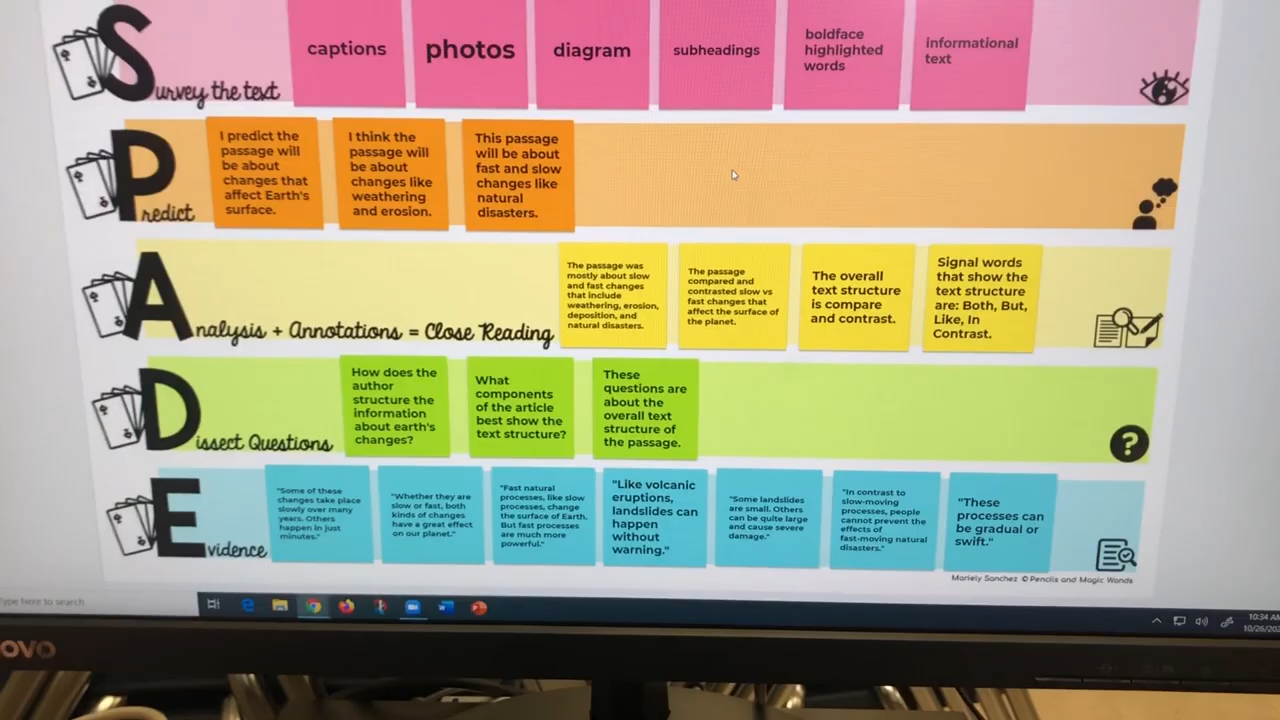 Survey the text
captions
photos
diagram
subheadings
boldface
highlighted
words
informational
text
Predict
I predict the
passage will
be about
changes that
affect Earth's
surface.
I think the
passage will
be about
changes like
weathering
and erosion.
This passage
will be about
fast and slow
changes like
natural
disasters.
Analysis + Annotations = Close Reading
The passage was
mostly about slow
and fast changes
that include
weathering, erosion,
deposition, and
natural disasters.
The passage
compared and
contrasted slow vs
fast changes that
affect the surface of
the planet.
The overall
text structure
is compare
and contrast.
Signal words
that show the
text structure
are: Both, But,
Like, In
Contrast.
Dissect Questions
How does the
author
structure the
information
about earth's
changes?
What
components
of the article
best show the
text structure?
These
questions are
about the
overall text
structure of
the passage.
?
Evidence
"Some of these
changes take place
slowly over many
years. Others
happen in just
minutes."
"Whether they are
slow or fast, both
kinds of changes
have a great effect
on our planet."
"Fast natural
processes, like slow
processes, change
the surface of Earth.
But fast processes
are much more
powerful."
"Like volcanic
eruptions,
landslides can
happen
without
warning."
"Some landslides
are small. Others
can be quite large
and cause severe
damage."
"In contrast to
slow-moving
processes, people
cannot prevent the
effects of
fast-moving natural
disasters."
"These
processes can
be gradual or
swift."
Mariely Sanchez © Pencils and Magic Wands
Type here to search
10:34 AM
10/26/202
OVO